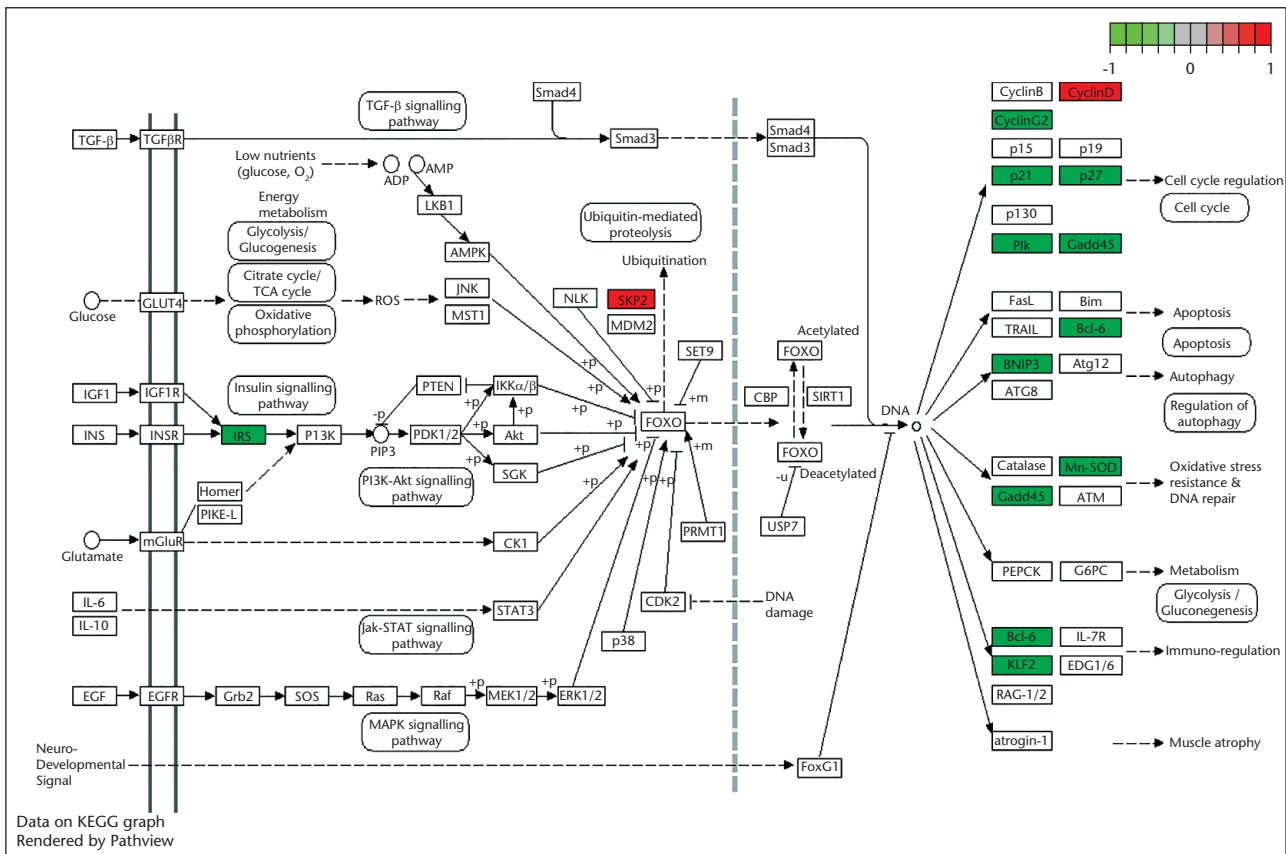 -1
0
1
CyclinB
CyclinD
CyclinG2
p15
p19
p21
p27
Cell cycle regulation
Cell cycle
p130
Plk
Gadd45
TGF-β signalling
pathway
Smad4
TGF-β
TGFβR
Smad3
Smad4
Smad3
Low nutrients
(glucose, O2)
ADP
AMP
LKB1
AMPK
Energy
metabolism
Glycolysis/
Glucogenesis
Citrate cycle/
TCA cycle
Oxidative
phosphorylation
Glucose
GLUT4
ROS
JNK
MST1
Ubiquitin-mediated
proteolysis
Ubiquitination
NLK
SKP2
MDM2
SET9
FasL
Bim
TRAIL
Bcl-6
Apoptosis
Apoptosis
BNIP3
Atg12
ATG8
Autophagy
Regulation of
autophagy
Acetylated
FOXO
CBP
SIRT1
FOXO
Deacetylated
-u
USP7
DNA
IGF1
IGF1R
Insulin signalling
pathway
INS
INSR
IRS
P13K
PTEN
-p
PIP3
PDK1/2
IKKα/β
Akt
SGK
+p
+p
+p
+p
+p
+p
+p
+p
+p
+p
+m
FOXO
+p
+p
+p
+m
PI3K-Akt signalling
pathway
Homer
PIKE-L
Glutamate
mGluR
CK1
PRMT1
Catalase
Mn-SOD
Gadd45
ATM
Oxidative stress
resistance &
DNA repair
PEPCK
G6PC
Metabolism
Glycolysis /
Gluconegenesis
IL-6
IL-10
STAT3
Jak-STAT signalling
pathway
p38
CDK2
DNA
damage
Bcl-6
IL-7R
KLF2
EDG1/6
RAG-1/2
Immuno-regulation
EGF
EGFR
Grb2
SOS
Ras
Raf
+p
MEK1/2
+p
ERK1/2
MAPK signalling
pathway
atrogin-1
Muscle atrophy
Neuro-
Developmental
Signal
FoxG1
Data on KEGG graph
Rendered by Pathview